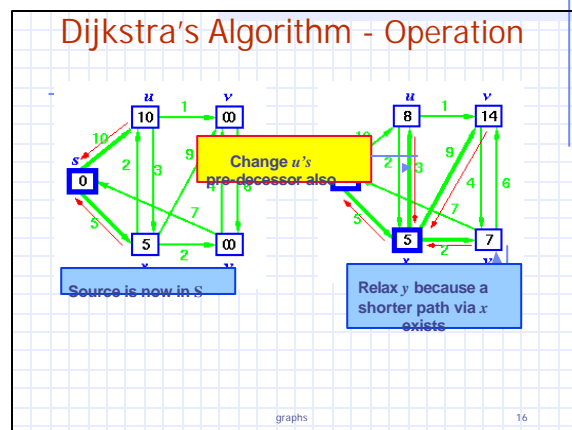 Dijkstra's Algorithm - Operation
u v
10 1 ∞
10 9
s 2 3
0
7
5 5 2 ∞
x
Source is now in S
Change u's
pre-decessor also
u v
8 1 14
9
2 3 4 6
7
5 2 7
Relax y because a
shorter path via x
exists
graphs 16